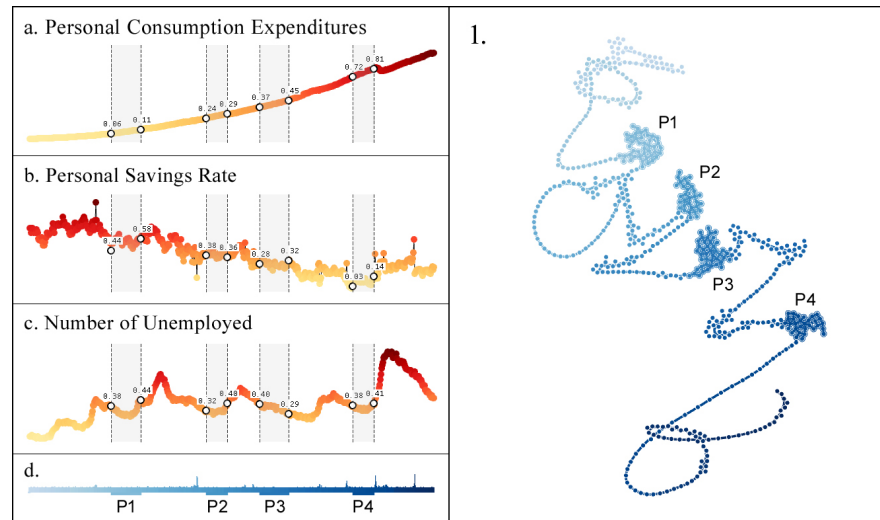 a. Personal Consumption Expenditures
0.06 0.11 0.24 0.29 0.37 0.45 0.72 0.81
b. Personal Savings Rate
0.44 0.58 0.38 0.36 0.28 0.32 0.03 0.14
c. Number of Unemployed
0.38 0.44 0.32 0.40 0.40 0.29 0.38 0.41
d.
P1 P2 P3 P4
1.
P1
P2
P3
P4